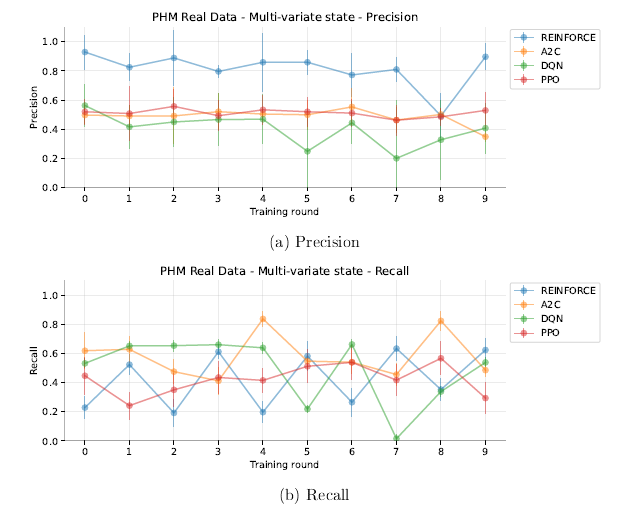 PHM Real Data - Multi-variate state - Precision
1.0
0.8
0.6
0.4
0.2
0.0
Precision
0 1 2 3 4 5 6 7 8 9
Training round
REINFORCE
A2C
DQN
PPO
(a) Precision
PHM Real Data - Multi-variate state - Recall
1.0
0.8
0.6
0.4
0.2
0.0
Recall
0 1 2 3 4 5 6 7 8 9
Training round
REINFORCE
A2C
DQN
PPO
(b) Recall